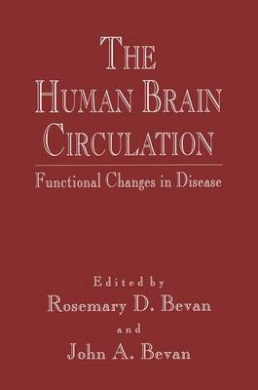 THE
HUMAN BRAIN
CIRCULATION
Functional Changes in Disease
Edited by
Rosemary D. Bevan
and
John A. Bevan